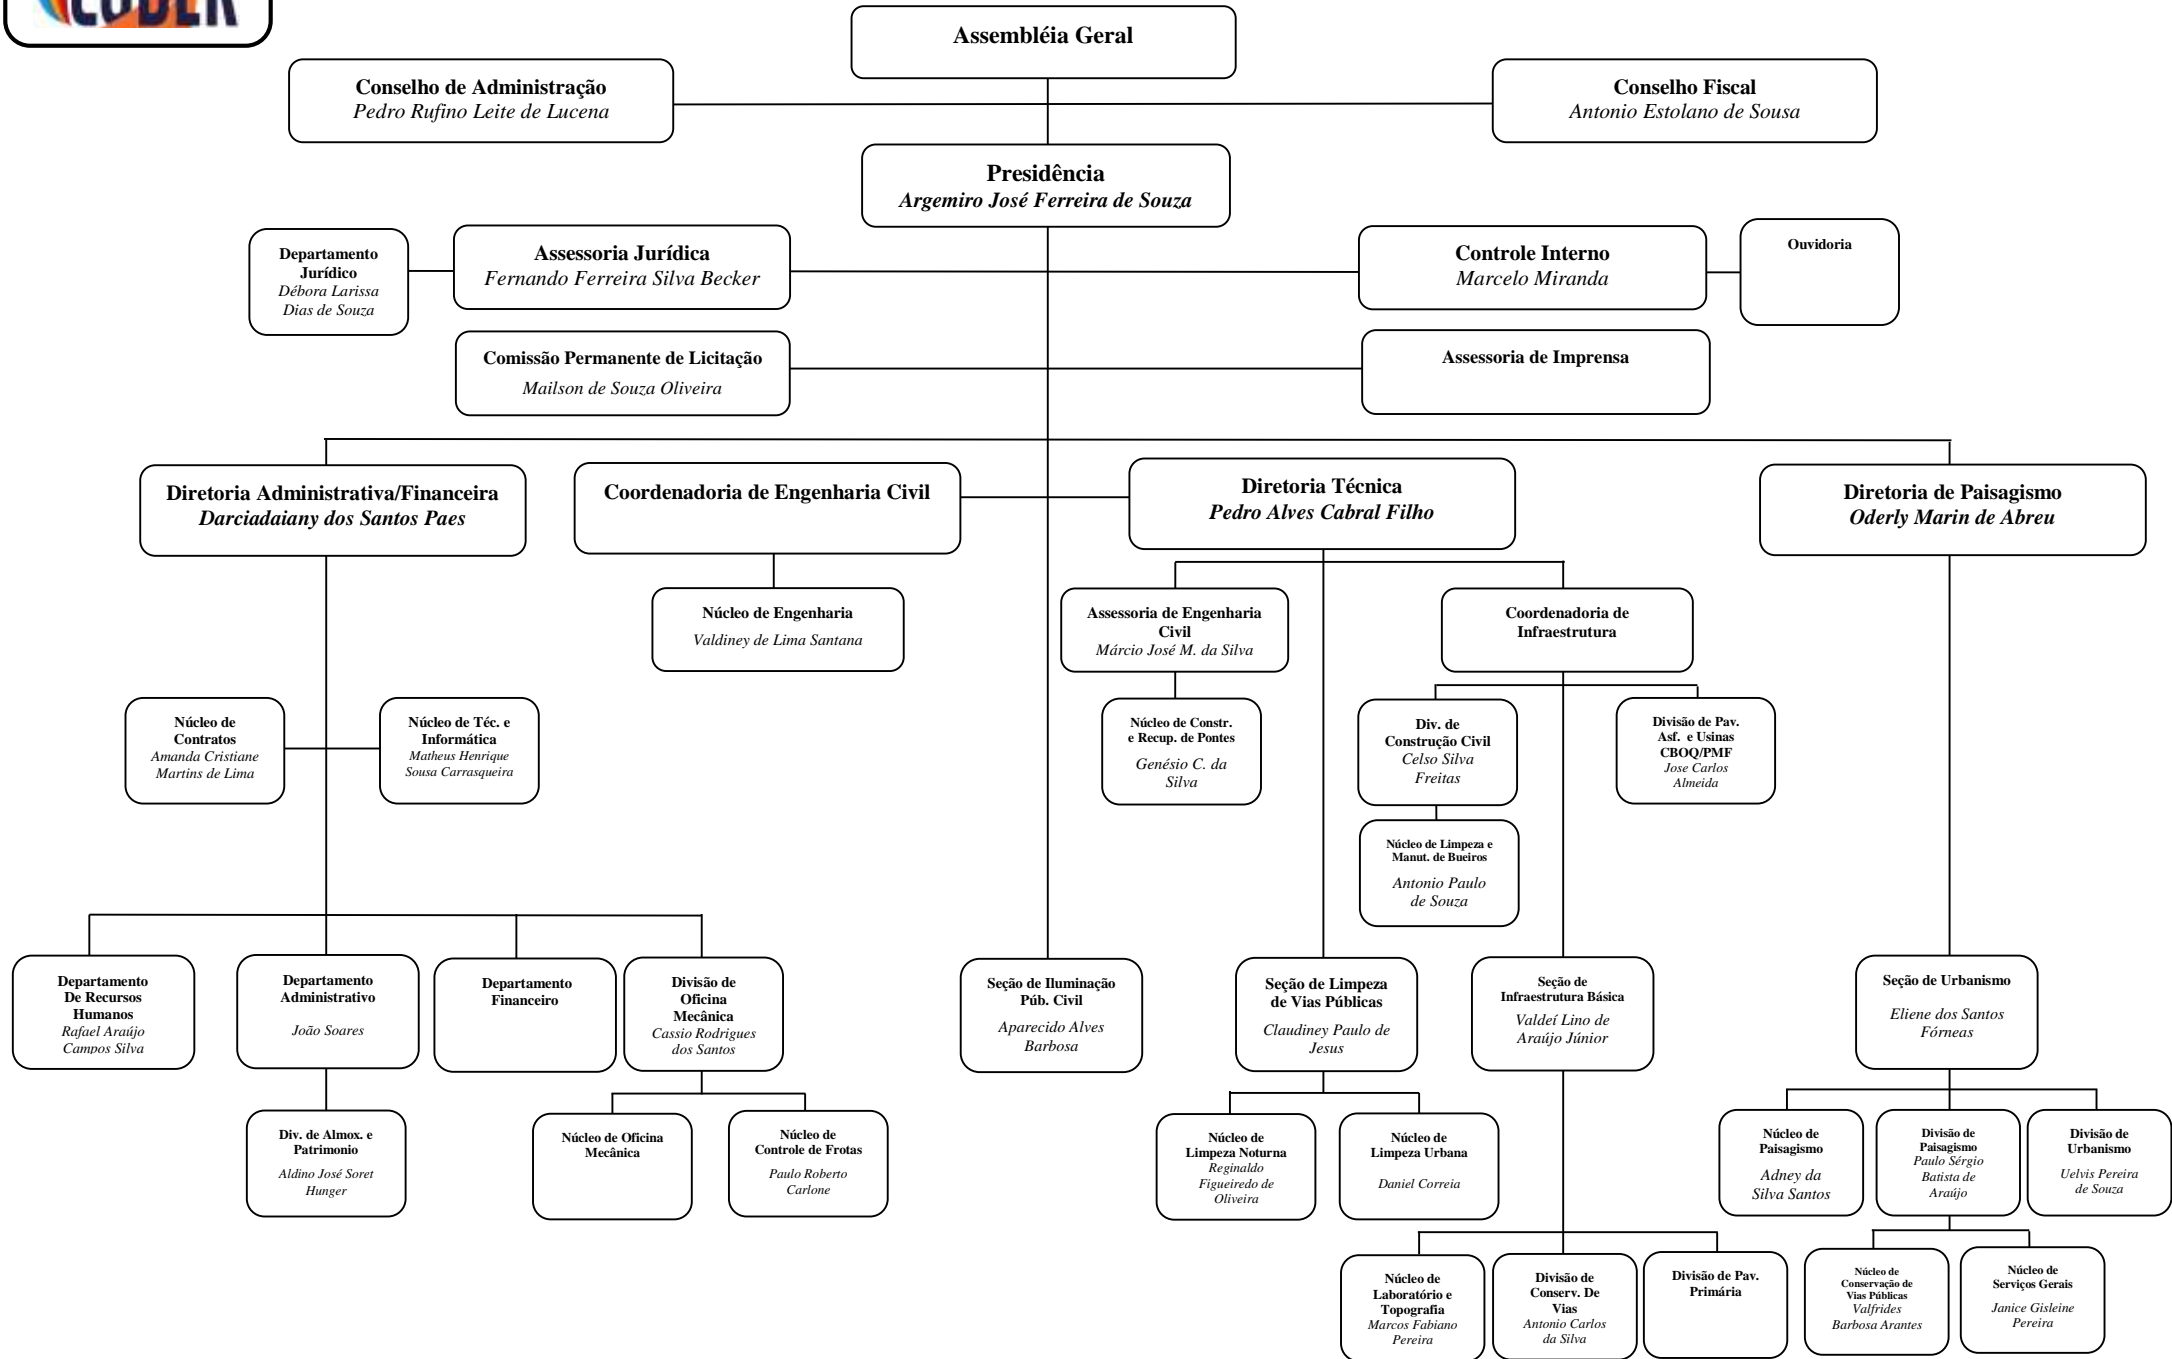 CODER
Assembléia Geral
Conselho de Administração
Pedro Rufino Leite de Lucena
Conselho Fiscal
Antonio Estolano de Sousa
Presidência
Argemiro José Ferreira de Souza
Departamento
Jurídico
Débora Larissa
Dias de Souza
Assessoria Jurídica
Fernando Ferreira Silva Becker
Controle Interno
Marcelo Miranda
Ouvidoria
Comissão Permanente de Licitação
Mailson de Souza Oliveira
Assessoria de Imprensa
Diretoria Administrativa/Financeira
Darciadaiany dos Santos Paes
Coordenadoria de Engenharia Civil
Diretoria Técnica
Pedro Alves Cabral Filho
Diretoria de Paisagismo
Oderly Marin de Abreu
Núcleo de Engenharia
Valdiney de Lima Santana
Assessoria de Engenharia
Civil
Márcio José M. da Silva
Coordenadoria de
Infraestrutura
Núcleo de
Contratos
Amanda Cristiane
Martins de Lima
Núcleo de Téc. e
Informática
Matheus Henrique
Sousa Carrasqueira
Núcleo de Constr.
e Recup. de Pontes
Genésio C. da
Silva
Div. de
Construção Civil
Celso Silva
Freitas
Divisão de Pav.
Asf. e Usinas
CBOQ/PMF
Jose Carlos
Almeida
Núcleo de Limpeza e
Manut. de Bueiros
Antonio Paulo
de Souza
Departamento
De Recursos
Humanos
Rafael Araújo
Campos Silva
Departamento
Administrativo
João Soares
Departamento
Financeiro
Divisão de
Oficina
Mecânica
Cassio Rodrigues
dos Santos
Seção de Iluminação
Púb. Civil
Aparecido Alves
Barbosa
Seção de Limpeza
de Vias Públicas
Claudiney Paulo de
Jesus
Seção de
Infraestrutura Básica
Valdeí Lino de
Araújo Júnior
Seção de Urbanismo
Eliene dos Santos
Fórneas
Div. de Almox. e
Patrimonio
Aldino José Soret
Hunger
Núcleo de Oficina
Mecânica
Núcleo de
Controle de Frotas
Paulo Roberto
Carlone
Núcleo de
Limpeza Noturna
Reginaldo
Figueiredo de
Oliveira
Núcleo de
Limpeza Urbana
Daniel Correia
Núcleo de
Paisagismo
Adney da
Silva Santos
Divisão de
Paisagismo
Paulo Sérgio
Batista de
Araújo
Divisão de
Urbanismo
Uelvis Pereira
de Souza
Núcleo de
Laboratório e
Topografia
Marcos Fabiano
Pereira
Divisão de
Conserv. De
Vias
Antonio Carlos
da Silva
Divisão de Pav.
Primária
Núcleo de
Conservação de
Vias Públicas
Valfrides
Barbosa Arantes
Núcleo de
Serviços Gerais
Janice Gisleine
Pereira